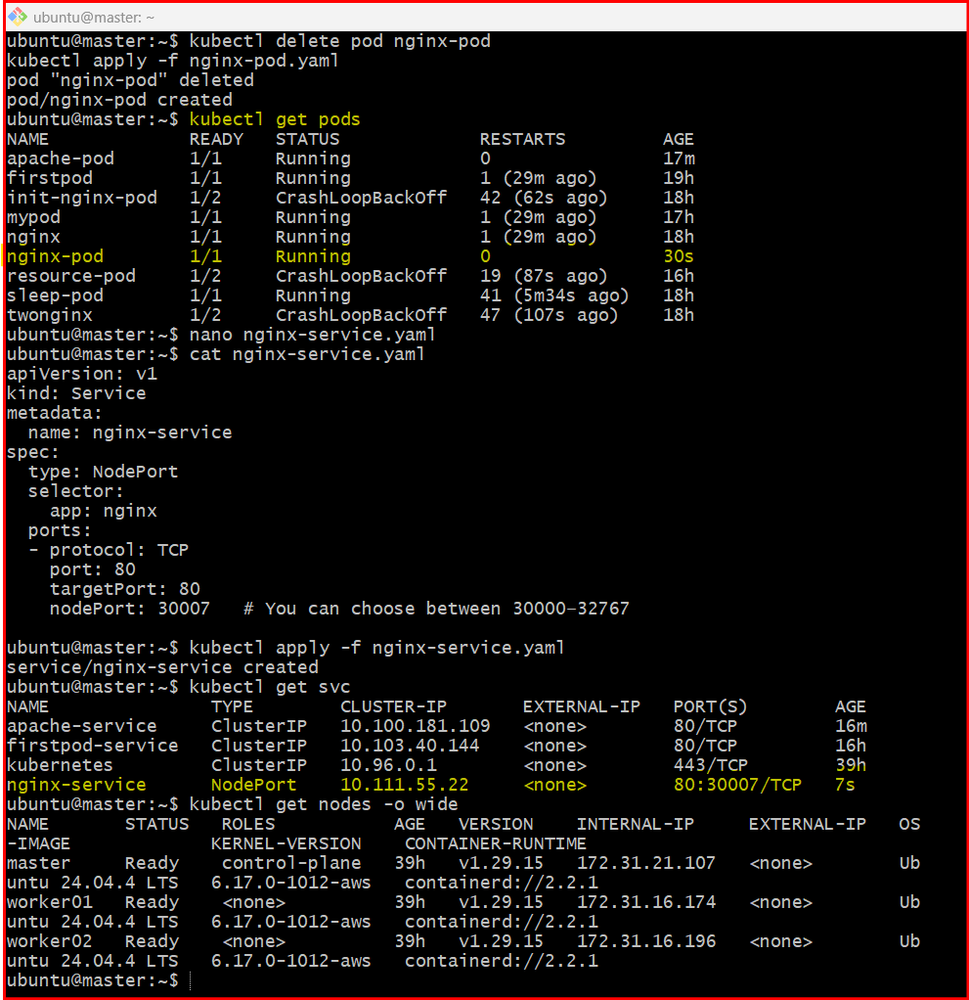 ubuntu@master: ~
ubuntu@master:~$ kubectl delete pod nginx-pod
kubectl apply -f nginx-pod.yaml
pod "nginx-pod" deleted
pod/nginx-pod created
ubuntu@master:~$ kubectl get pods
NAME             READY   STATUS             RESTARTS         AGE
apache-pod       1/1     Running            0                17m
firstpod         1/1     Running            1 (29m ago)      19h
init-nginx-pod   1/2     CrashLoopBackOff   42 (62s ago)     18h
mypod            1/1     Running            1 (29m ago)      17h
nginx            1/1     Running            1 (29m ago)      18h
nginx-pod        1/1     Running            0                30s
resource-pod     1/2     CrashLoopBackOff   19 (87s ago)     16h
sleep-pod        1/1     Running            41 (5m34s ago)   18h
twonginx         1/2     CrashLoopBackOff   47 (107s ago)    18h
ubuntu@master:~$ nano nginx-service.yaml
ubuntu@master:~$ cat nginx-service.yaml
apiVersion: v1
kind: Service
metadata:
  name: nginx-service
spec:
  type: NodePort
  selector:
    app: nginx
  ports:
  - protocol: TCP
    port: 80
    targetPort: 80
    nodePort: 30007   # You can choose between 30000-32767
ubuntu@master:~$ kubectl apply -f nginx-service.yaml
service/nginx-service created
ubuntu@master:~$ kubectl get svc
NAME               TYPE        CLUSTER-IP       EXTERNAL-IP   PORT(S)        AGE
apache-service     ClusterIP   10.100.181.109   <none>        80/TCP         16m
firstpod-service   ClusterIP   10.103.40.144    <none>        80/TCP         16h
kubernetes         ClusterIP   10.96.0.1        <none>        443/TCP        39h
nginx-service      NodePort    10.111.55.22     <none>        80:30007/TCP   7s
ubuntu@master:~$ kubectl get nodes -o wide
NAME       STATUS   ROLES           AGE   VERSION    INTERNAL-IP     EXTERNAL-IP   OS
-IMAGE             KERNEL-VERSION    CONTAINER-RUNTIME
master     Ready    control-plane   39h   v1.29.15   172.31.21.107   <none>        Ub
untu 24.04.4 LTS   6.17.0-1012-aws   containerd://2.2.1
worker01   Ready    <none>          39h   v1.29.15   172.31.16.174   <none>        Ub
untu 24.04.4 LTS   6.17.0-1012-aws   containerd://2.2.1
worker02   Ready    <none>          39h   v1.29.15   172.31.16.196   <none>        Ub
untu 24.04.4 LTS   6.17.0-1012-aws   containerd://2.2.1
ubuntu@master:~$